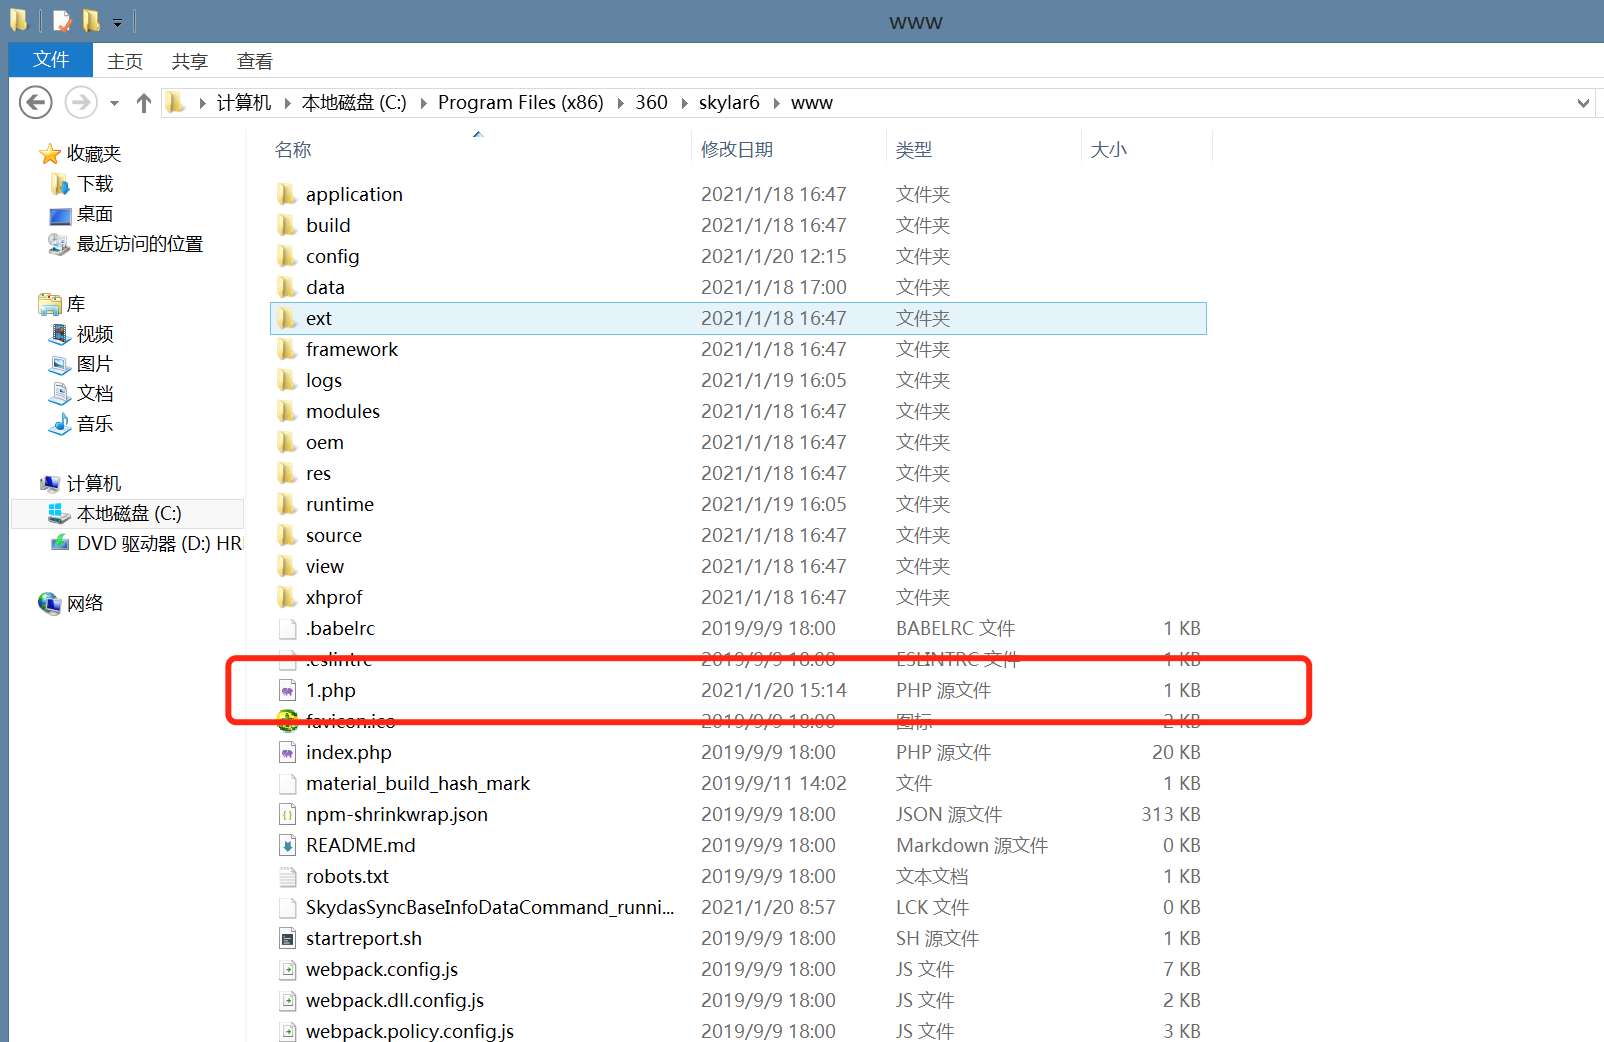 www
文件 主页 共享 查看
计算机 本地磁盘 (C:) Program Files (x86) 360 skylar6 www
收藏夹
下载
桌面
最近访问的位置
库
视频
图片
文档
音乐
计算机
本地磁盘 (C:)
DVD 驱动器 (D:) HR
网络
名称 修改日期 类型 大小
application 2021/1/18 16:47 文件夹
build 2021/1/18 16:47 文件夹
config 2021/1/20 12:15 文件夹
data 2021/1/18 17:00 文件夹
ext 2021/1/18 16:47 文件夹
framework 2021/1/18 16:47 文件夹
logs 2021/1/19 16:05 文件夹
modules 2021/1/18 16:47 文件夹
oem 2021/1/18 16:47 文件夹
res 2021/1/18 16:47 文件夹
runtime 2021/1/19 16:05 文件夹
source 2021/1/18 16:47 文件夹
view 2021/1/18 16:47 文件夹
xhprof 2021/1/18 16:47 文件夹
.babelrc 2019/9/9 18:00 BABELRC 文件 1 KB
.eslintrc 2019/9/9 18:00 ESLINTRC 文件 1 KB
1.php 2021/1/20 15:14 PHP 源文件 1 KB
favicon.ico 2019/9/9 18:00 图标 2 KB
index.php 2019/9/9 18:00 PHP 源文件 20 KB
material_build_hash_mark 2019/9/11 14:02 文件 1 KB
npm-shrinkwrap.json 2019/9/9 18:00 JSON 源文件 313 KB
README.md 2019/9/9 18:00 Markdown 源文件 0 KB
robots.txt 2019/9/9 18:00 文本文档 1 KB
SkydasSyncBaseInfoDataCommand_runni... 2021/1/20 8:57 LCK 文件 0 KB
startreport.sh 2019/9/9 18:00 SH 源文件 1 KB
webpack.config.js 2019/9/9 18:00 JS 文件 7 KB
webpack.dll.config.js 2019/9/9 18:00 JS 文件 2 KB
webpack.policy.config.js 2019/9/9 18:00 JS 文件 3 KB